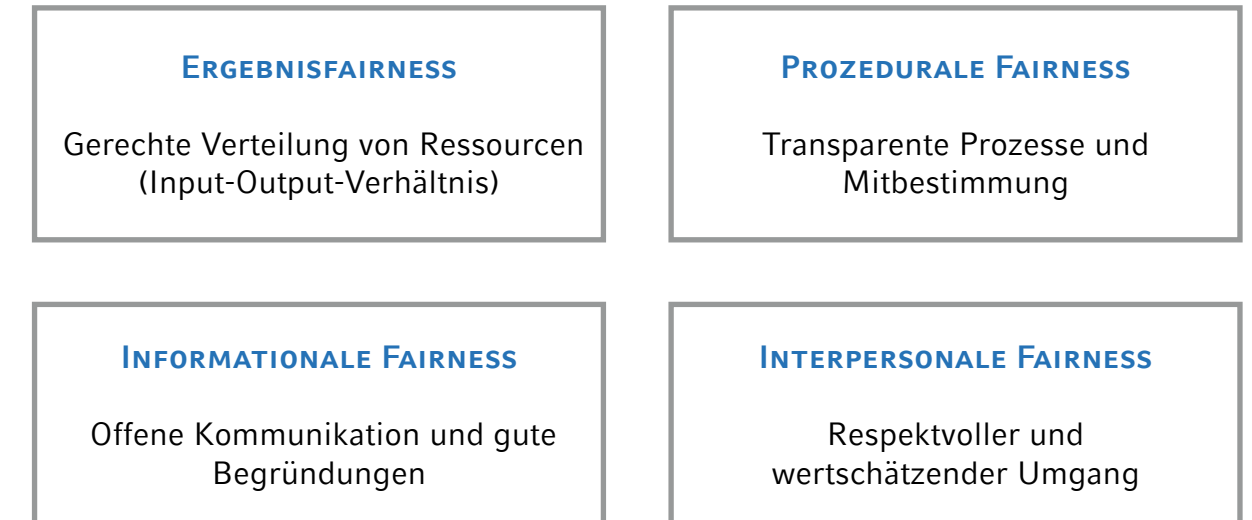 Ergebnisfairness
Gerechte Verteilung von Ressourcen
(Input-Output-Verhältnis)
Prozedurale Fairness
Transparente Prozesse und
Mitbestimmung
Informationale Fairness
Offene Kommunikation und gute
Begründungen
Interpersonale Fairness
Respektvoller und
wertschätzender Umgang